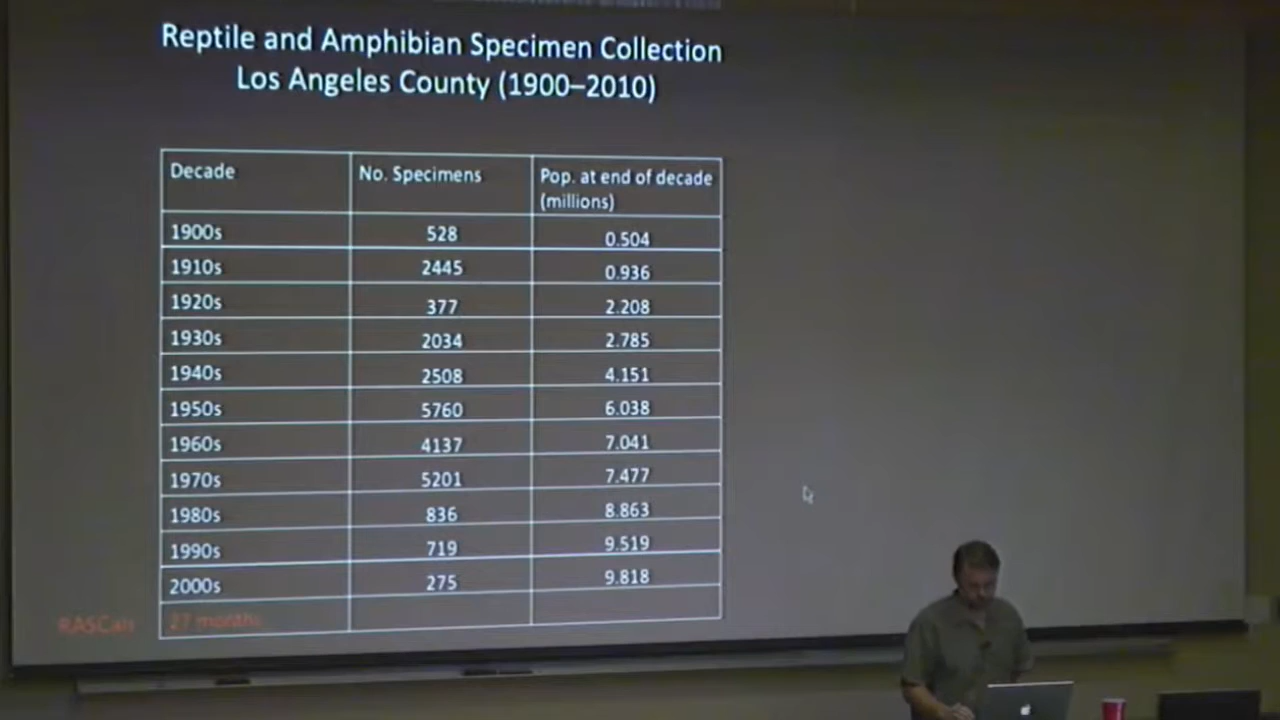 Reptile and Amphibian Specimen Collection
Los Angeles County (1900–2010)
Decade No. Specimens Pop. at end of decade
(millions)
1900s 528 0.504
1910s 2445 0.936
1920s 377 2.208
1930s 2034 2.785
1940s 2508 4.151
1950s 5760 6.038
1960s 4137 7.041
1970s 5201 7.477
1980s 836 8.863
1990s 719 9.519
2000s 275 9.818
RASCals 27 months